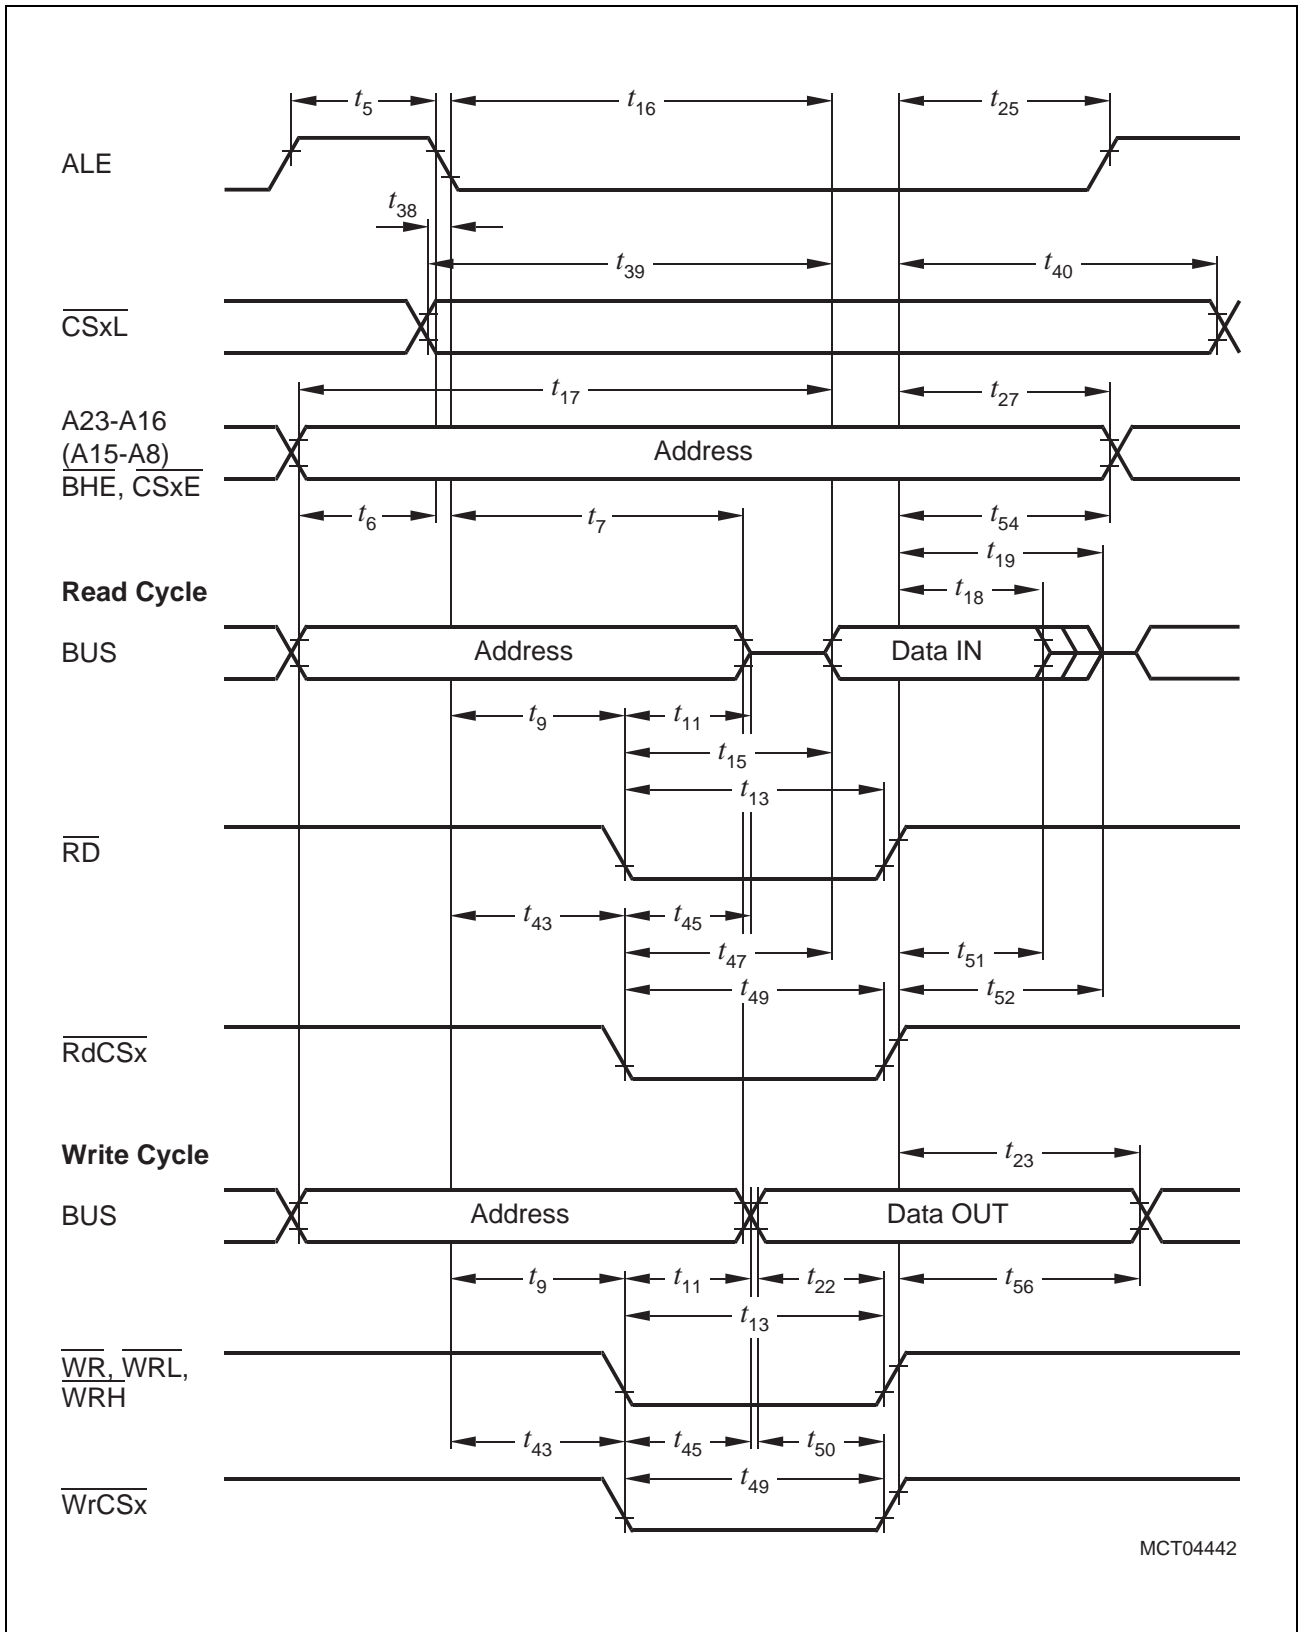 t5 t16 t25
ALE
t38
t39 t40
CSxL
t17 t27
A23-A16
(A15-A8)
BHE, CSxE
Address
t6 t7 t54
t19
Read Cycle
t18
BUS Address Data IN
t9 t11
t15
t13
RD
t43 t45
t47 t51
t49 t52
RdCSx
Write Cycle
t23
BUS Address Data OUT
t9 t11 t22 t56
t13
WR, WRL,
WRH
t43 t45 t50
t49
WrCSx
MCT04442